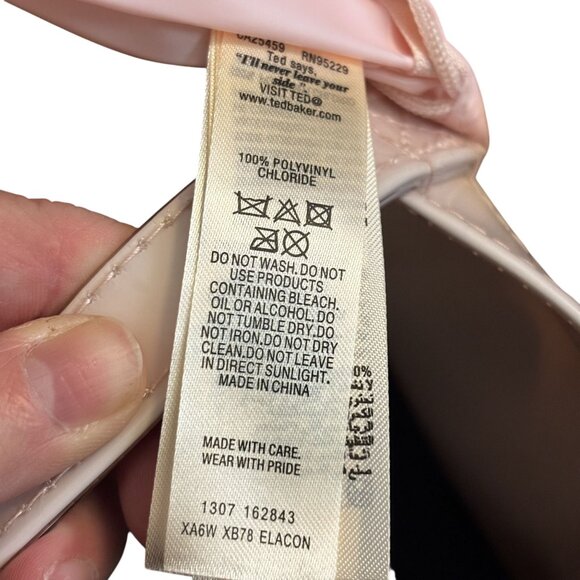 CA25459 RN95229
Ted says,
"I'll never leave your
side"
VISIT TED@
www.tedbaker.com
100% POLYVINYL
CHLORIDE
DO NOT WASH.DO NOT
USE PRODUCTS
CONTAINING BLEACH.
OIL OR ALCOHOL.DO
NOT TUMBLE DRY.DO
NOT IRON.DO NOT DRY
CLEAN.DO NOT LEAVE
IN DIRECT SUNLIGHT.
MADE IN CHINA
0%
MADE WITH CARE.
WEAR WITH PRIDE
1307 162843
XA6W XB78 ELACON